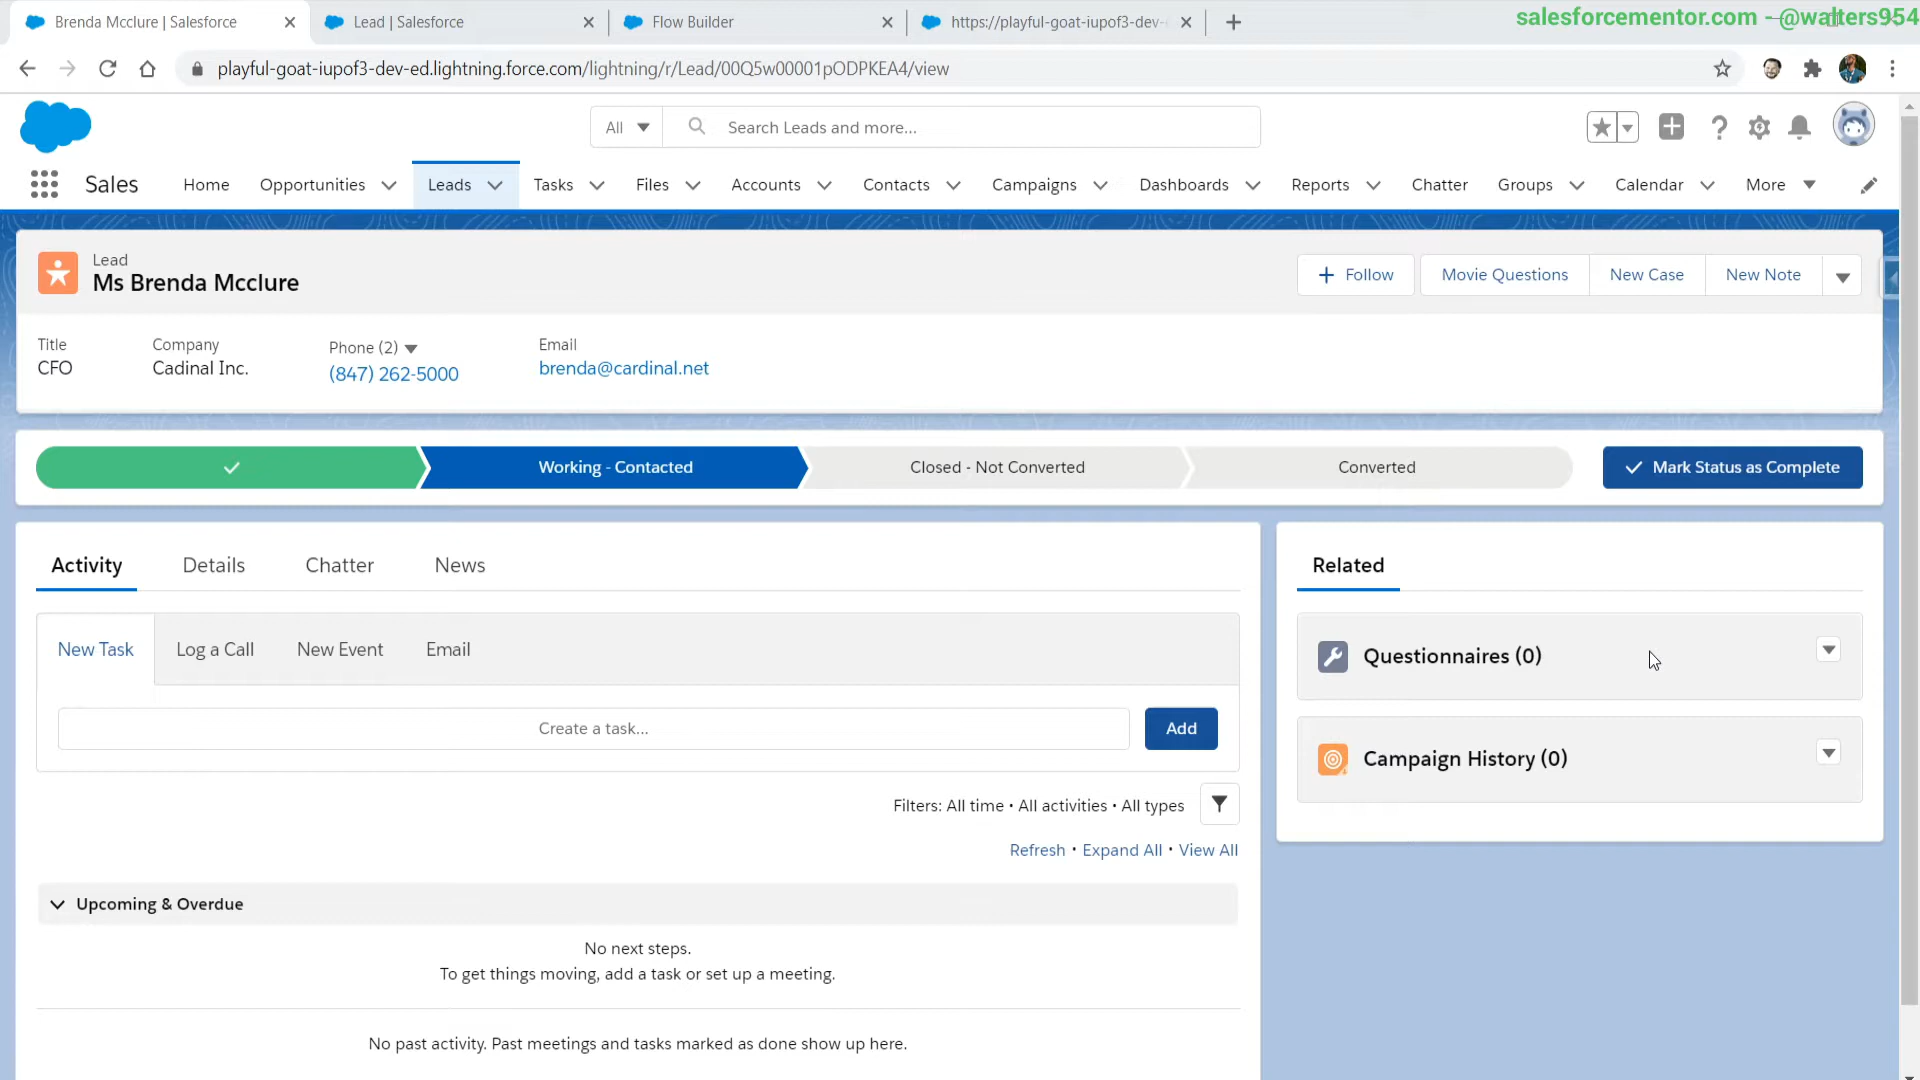 Brenda Mcclure | Salesforce
Lead | Salesforce
Flow Builder
https://playful-goat-iupof3-dev-
salesforcementor.com - @walters954
playful-goat-iupof3-dev-ed.lightning.force.com/lightning/r/Lead/00Q5w00001pODPKEA4/view
All
Search Leads and more...
Sales
Home
Opportunities
Leads
Tasks
Files
Accounts
Contacts
Campaigns
Dashboards
Reports
Chatter
Groups
Calendar
More
Lead
Ms Brenda Mcclure
Follow
Movie Questions
New Case
New Note
Title
CFO
Company
Cadinal Inc.
Phone (2)
(847) 262-5000
Email
brenda@cardinal.net
Working - Contacted
Closed - Not Converted
Converted
Mark Status as Complete
Activity
Details
Chatter
News
Related
New Task
Log a Call
New Event
Email
Questionnaires (0)
Create a task...
Add
Campaign History (0)
Filters: All time • All activities • All types
Refresh • Expand All • View All
Upcoming & Overdue
No next steps.
To get things moving, add a task or set up a meeting.
No past activity. Past meetings and tasks marked as done show up here.